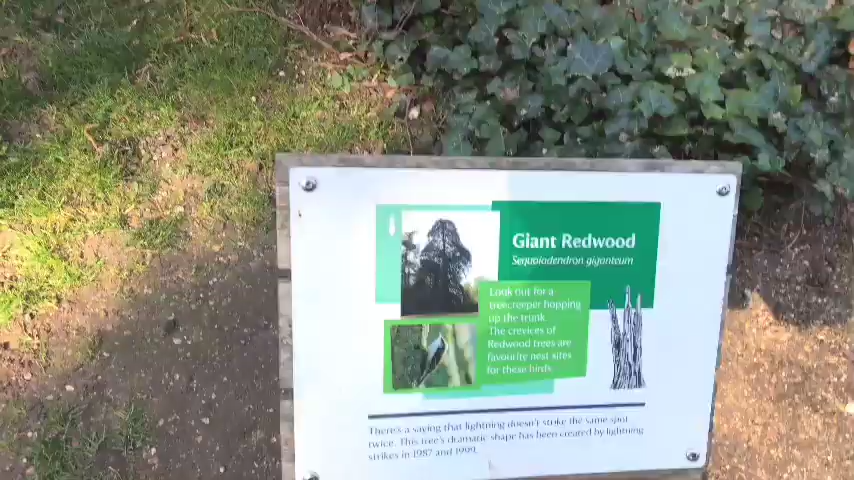 Giant Redwood
Sequoiadendron giganteum
Look out for a
treecreeper hopping
up the trunk.
The crevices of
Redwood trees are
favourite nest sites
for these birds.
There's a saying that lightning doesn't strike the same spot
twice. This tree's dramatic shape has been created by lightning
strikes in 1987 and 1999.